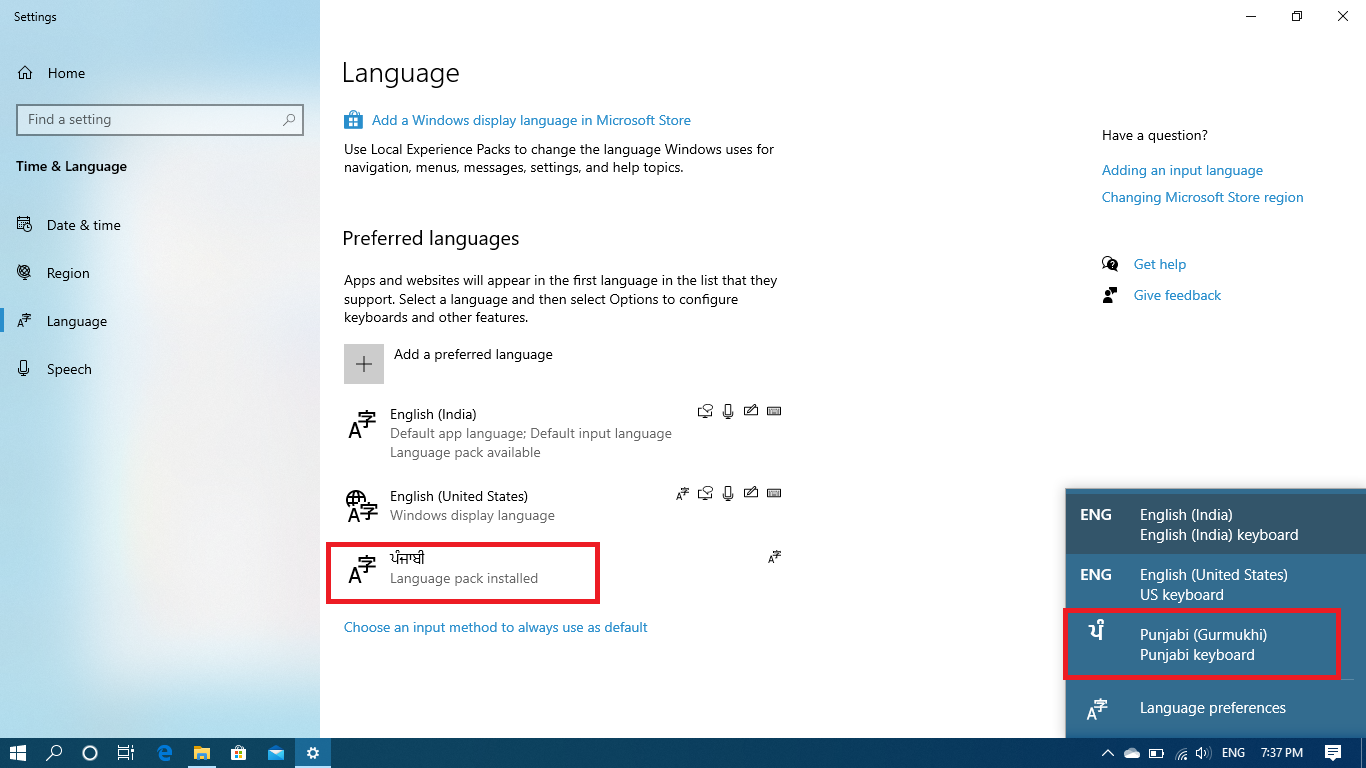 Settings
Home
Find a setting
Time & Language
Date & time
Region
Language
Speech
Language
Add a Windows display language in Microsoft Store
Use Local Experience Packs to change the language Windows uses for
navigation, menus, messages, settings, and help topics.
Preferred languages
Apps and websites will appear in the first language in the list that they
support. Select a language and then select Options to configure
keyboards and other features.
Add a preferred language
English (India)
Default app language; Default input language
Language pack available
English (United States)
Windows display language
ਪੰਜਾਬੀ
Language pack installed
Choose an input method to always use as default
Have a question?
Adding an input language
Changing Microsoft Store region
Get help
Give feedback
ENG English (India)
English (India) keyboard
ENG English (United States)
US keyboard
ਪੰ Punjabi (Gurmukhi)
Punjabi keyboard
Language preferences
ENG 7:37 PM